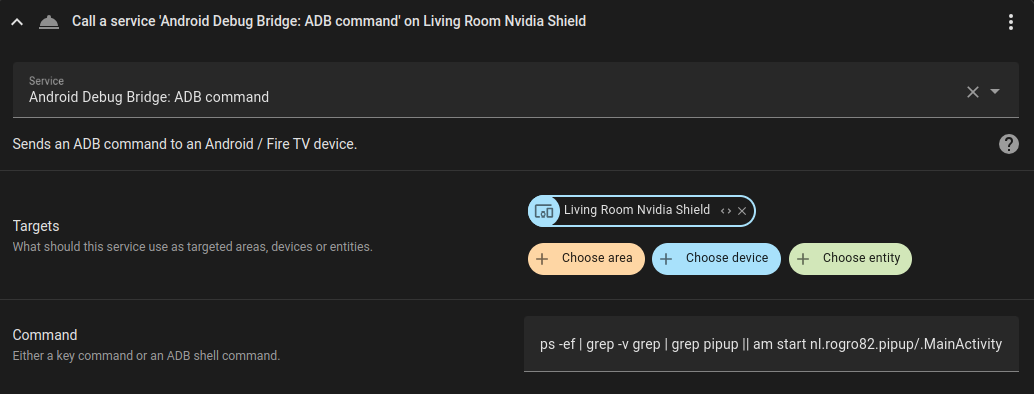 Call a service 'Android Debug Bridge: ADB command' on Living Room Nvidia Shield
Service
Android Debug Bridge: ADB command
Sends an ADB command to an Android / Fire TV device.
Targets
What should this service use as targeted areas, devices or entities.
Living Room Nvidia Shield
Choose area
Choose device
Choose entity
Command
Either a key command or an ADB shell command.
ps -ef | grep -v grep | grep pipup || am start nl.rogro82.pipup/.MainActivity